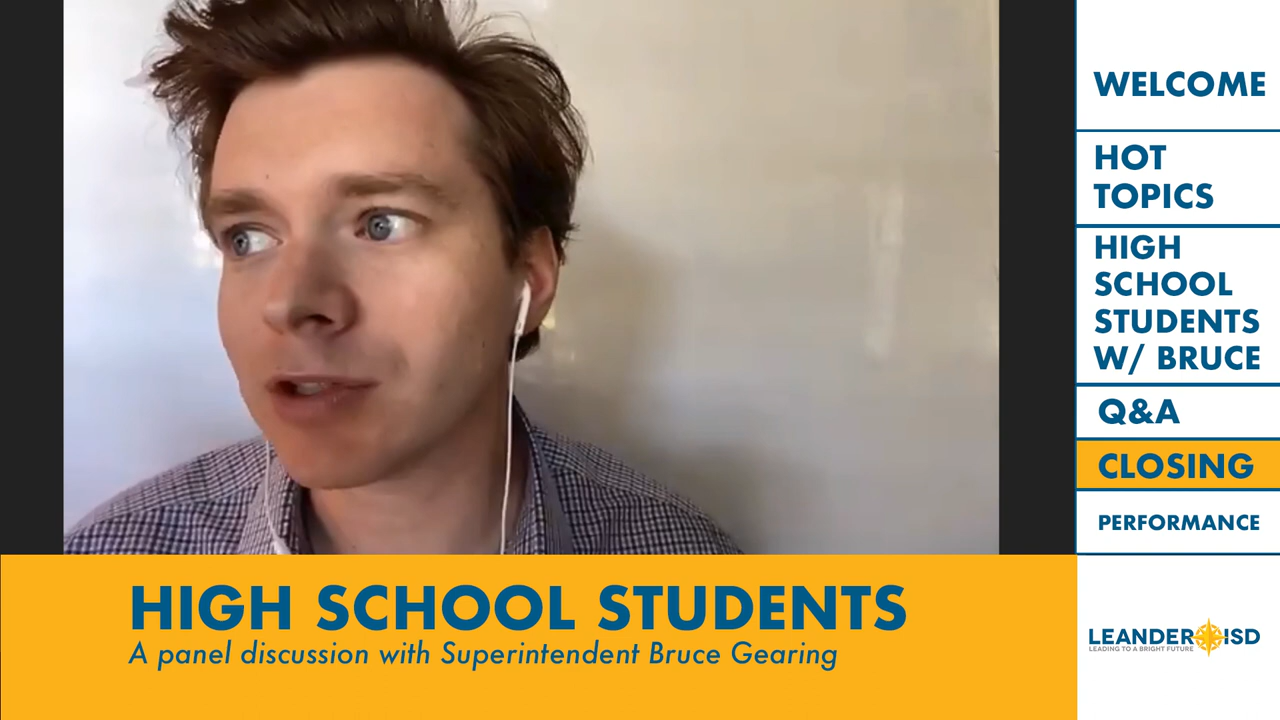 WELCOME
HOT
TOPICS
HIGH
SCHOOL
STUDENTS
W/ BRUCE
Q&A
CLOSING
PERFORMANCE
HIGH SCHOOL STUDENTS
A panel discussion with Superintendent Bruce Gearing
LEANDER ISD
LEADING TO A BRIGHT FUTURE